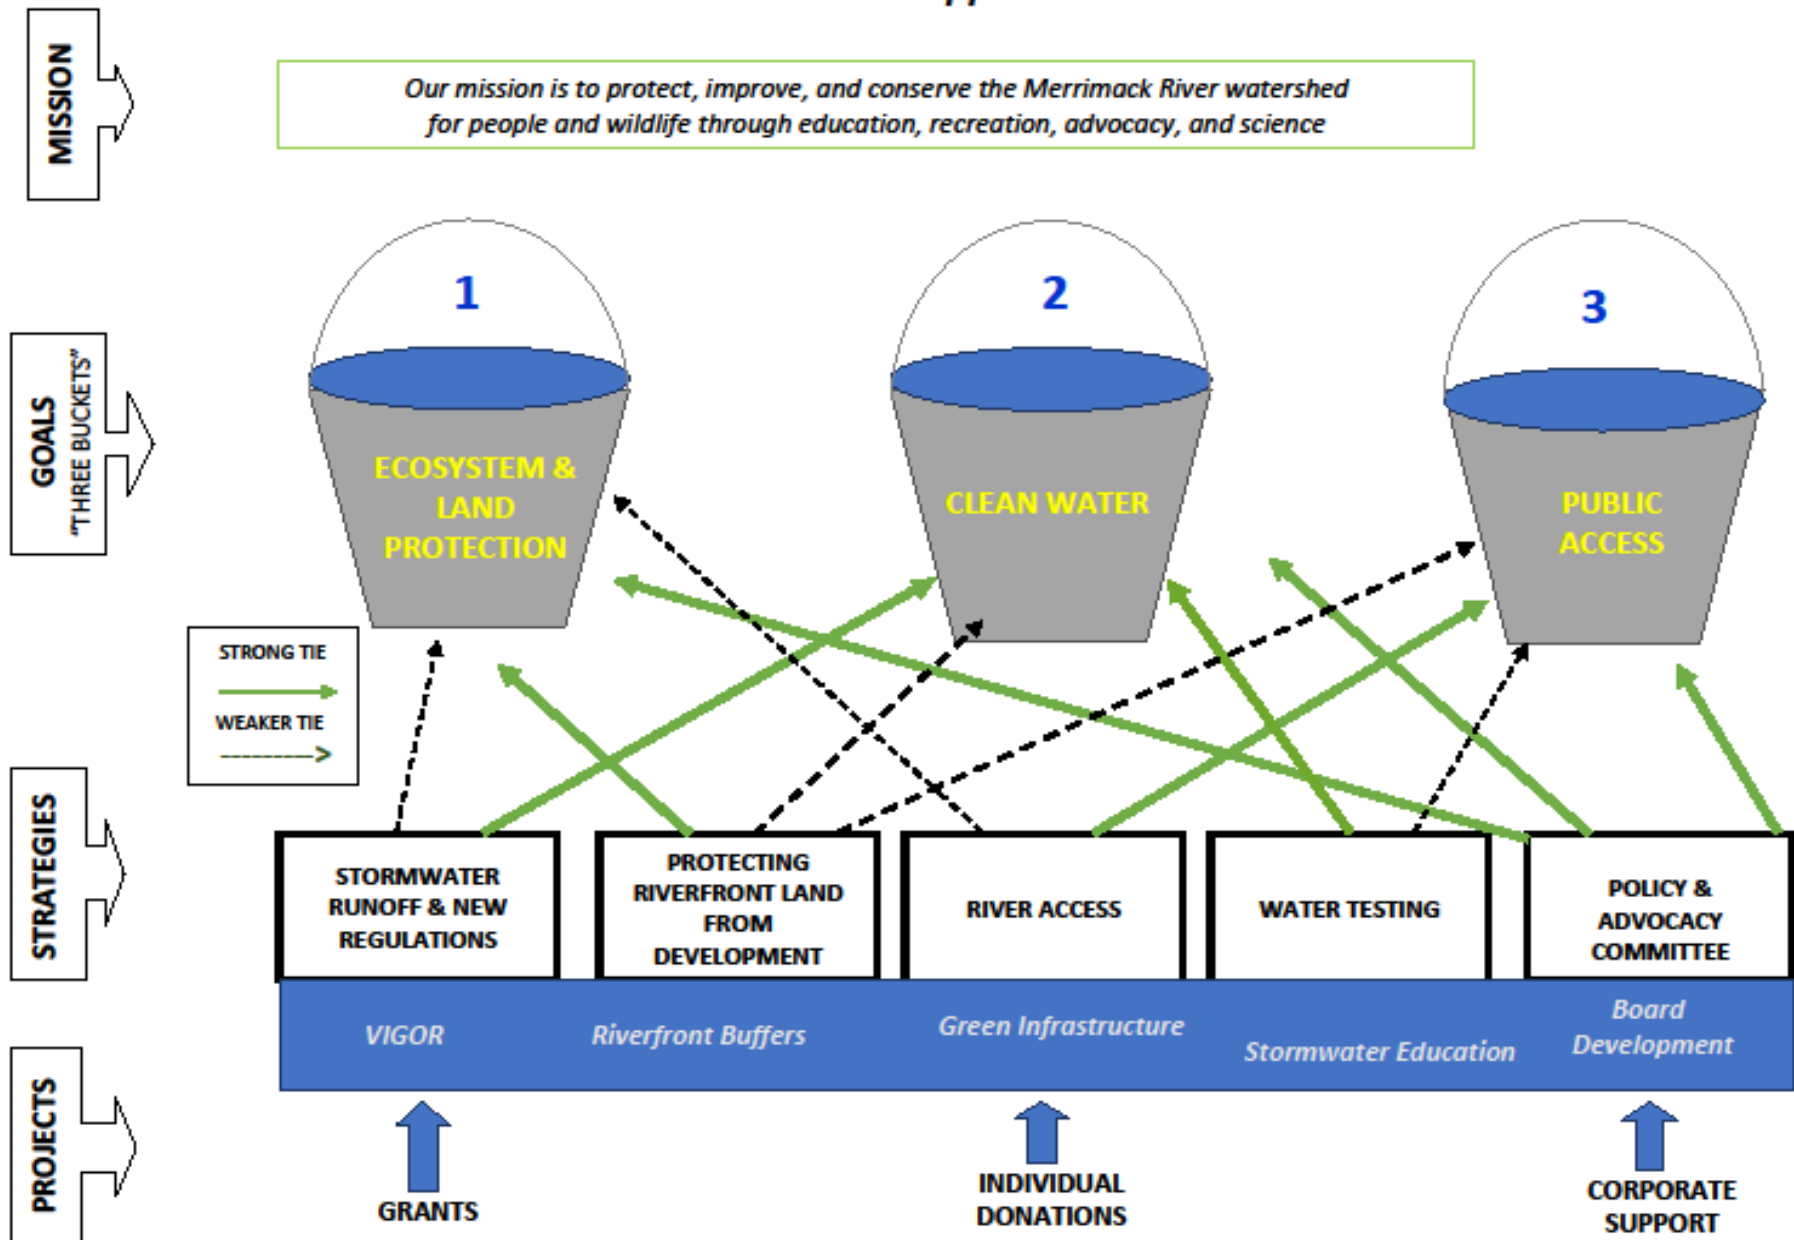 MISSION
Our mission is to protect, improve, and conserve the Merrimack River watershed
for people and wildlife through education, recreation, advocacy, and science
GOALS
"THREE BUCKETS"
1
2
3
ECOSYSTEM &
LAND
PROTECTION
CLEAN WATER
PUBLIC
ACCESS
STRONG TIE
WEAKER TIE
STRATEGIES
STORMWATER
RUNOFF & NEW
REGULATIONS
PROTECTING
RIVERFRONT LAND
FROM
DEVELOPMENT
RIVER ACCESS
WATER TESTING
POLICY &
ADVOCACY
COMMITTEE
PROJECTS
VIGOR
Riverfront Buffers
Green Infrastructure
Stormwater Education
Board
Development
GRANTS
INDIVIDUAL
DONATIONS
CORPORATE
SUPPORT